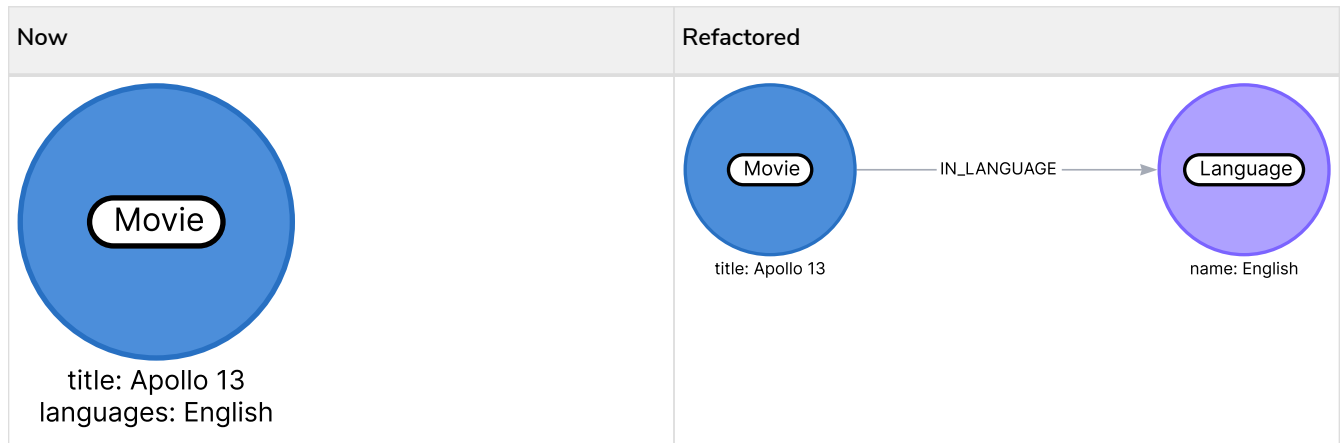 Now
Refactored
Movie
title: Apollo 13
languages: English
Movie
IN_LANGUAGE
Language
title: Apollo 13
name: English